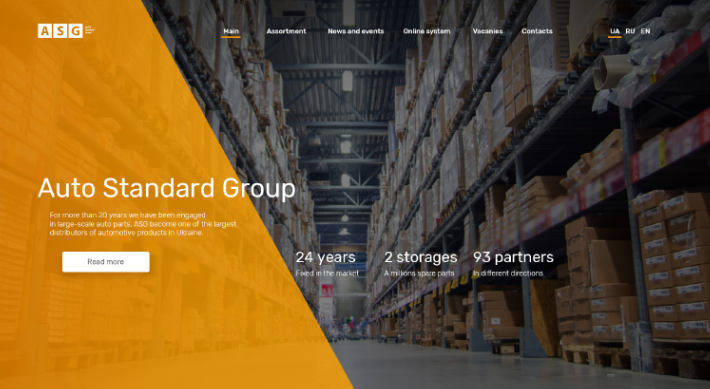 ASG
Main
Assortment
News and events
Online system
Vacansies
Contacts
UA RU EN
Auto Standard Group
For more than 20 years we have been engaged
in large-scale auto parts, ASG become one of the largest
distributors of automotive products in Ukraine.
Read more
24 years
Fixed in the market
2 storages
A millions spare parts
93 partners
In different directions